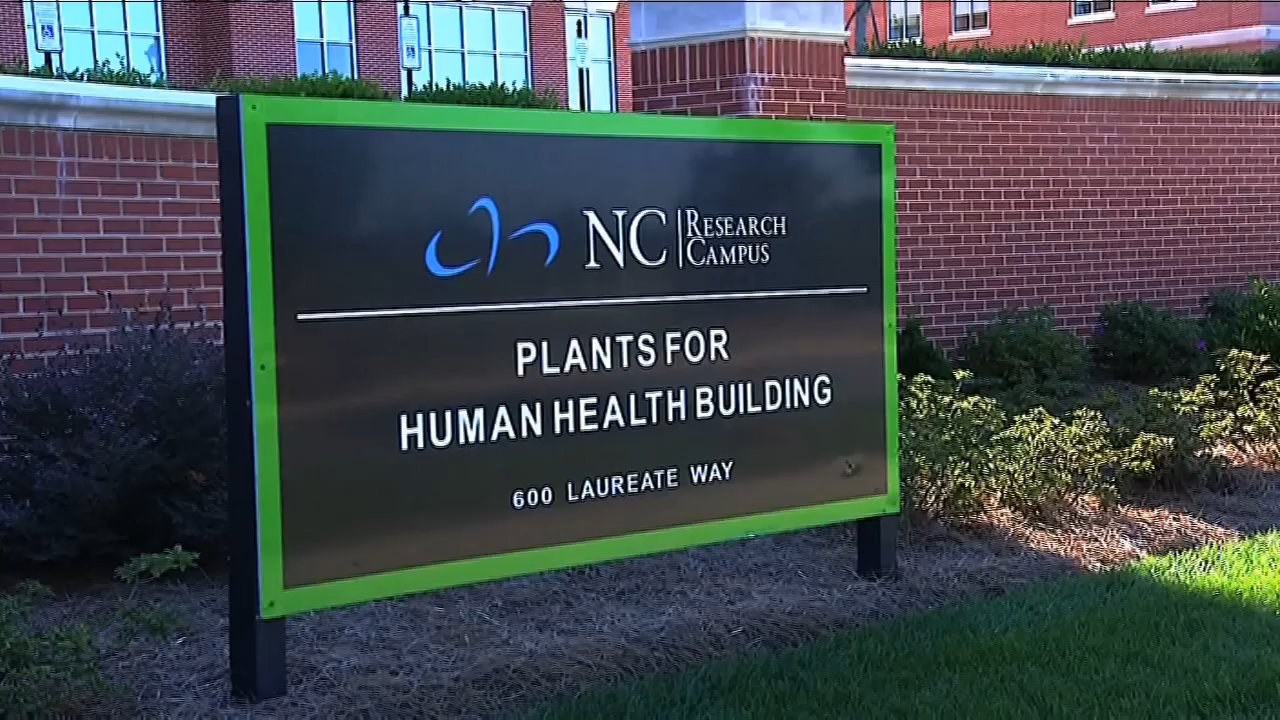 NC RESEARCH
CAMPUS
PLANTS FOR
HUMAN HEALTH BUILDING
600 LAUREATE WAY